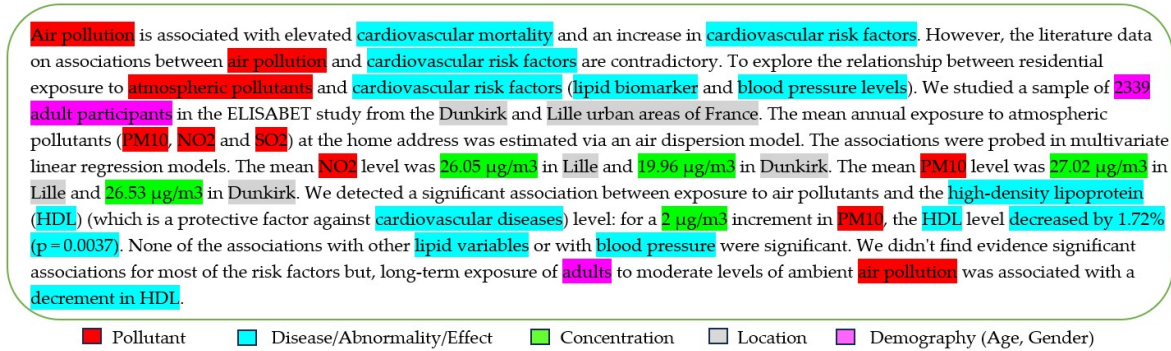 Air pollution is associated with elevated cardiovascular mortality and an increase in cardiovascular risk factors. However, the literature data
on associations between air pollution and cardiovascular risk factors are contradictory. To explore the relationship between residential
exposure to atmospheric pollutants and cardiovascular risk factors (lipid biomarker and blood pressure levels). We studied a sample of 2339
adult participants in the ELISABET study from the Dunkirk and Lille urban areas of France. The mean annual exposure to atmospheric
pollutants (PM10, NO2 and SO2) at the home address was estimated via an air dispersion model. The associations were probed in multivariate
linear regression models. The mean NO2 level was 26.05 µg/m3 in Lille and 19.96 µg/m3 in Dunkirk. The mean PM10 level was 27.02 µg/m3 in
Lille and 26.53 µg/m3 in Dunkirk. We detected a significant association between exposure to air pollutants and the high-density lipoprotein
(HDL) (which is a protective factor against cardiovascular diseases) level: for a 2 µg/m3 increment in PM10, the HDL level decreased by 1.72%
(p = 0.0037). None of the associations with other lipid variables or with blood pressure were significant. We didn't find evidence significant
associations for most of the risk factors but, long-term exposure of adults to moderate levels of ambient air pollution was associated with a
decrement in HDL.
Pollutant Disease/Abnormality/Effect Concentration Location Demography (Age, Gender)